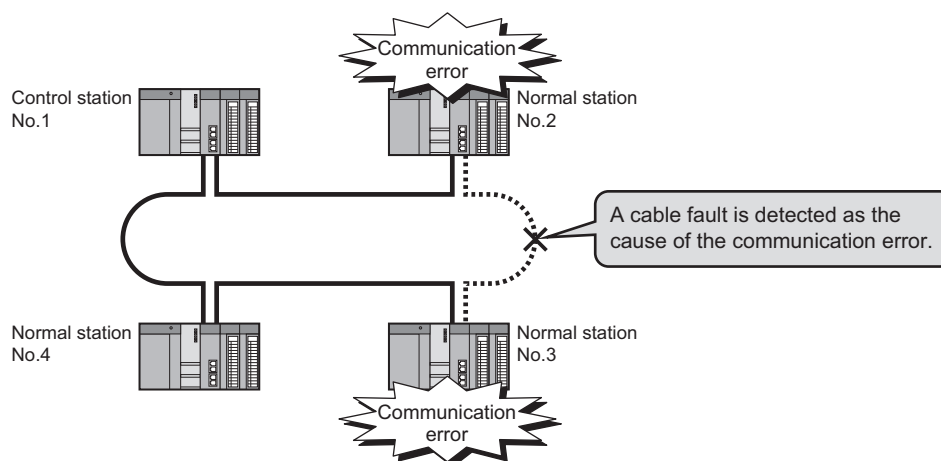 Communication
error
Control station
No.1
Normal station
No.2
A cable fault is detected as the
cause of the communication error.
Normal station
No.4
Normal station
No.3
Communication
error